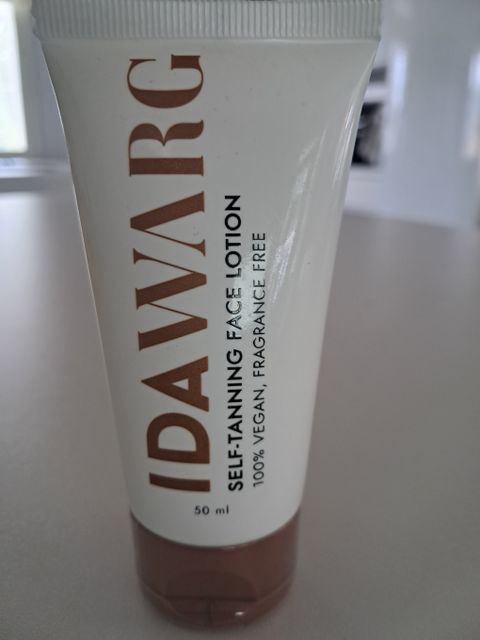 IDA WARG
SELF-TANNING FACE LOTION
100% VEGAN, FRAGRANCE FREE
50 ml